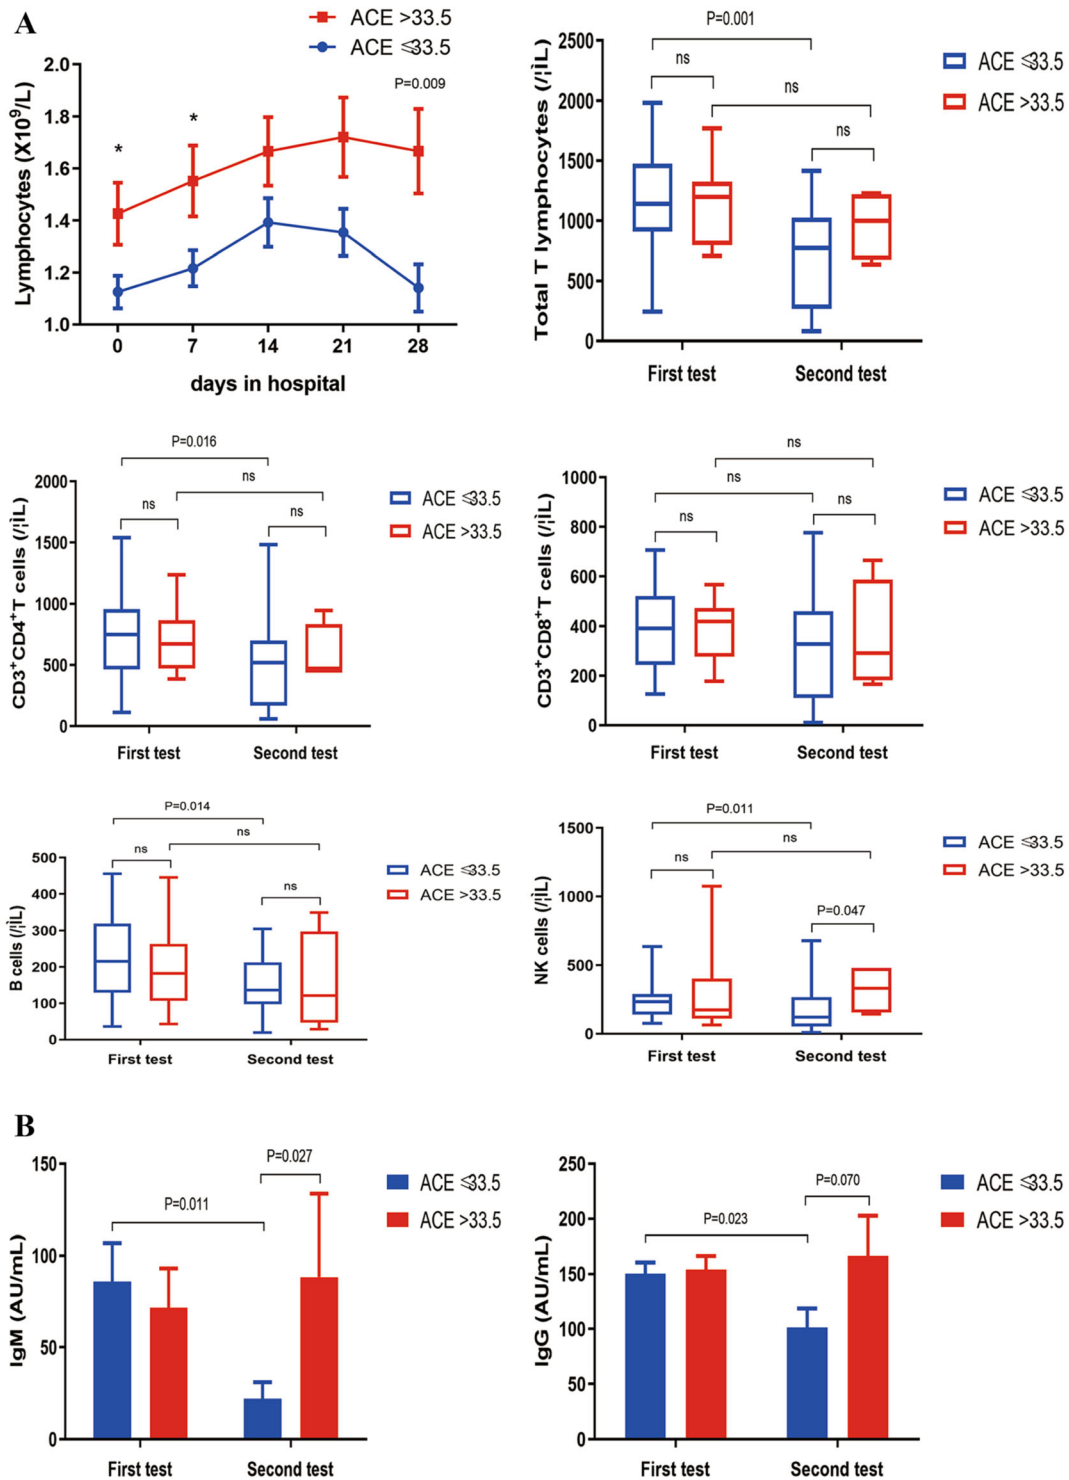 A
ACE >33.5
ACE ⩽33.5
Lymphocytes (X10⁹/L)
2.0
1.8
1.6
1.4
1.2
1.0
*
*
P=0.009
0 7 14 21 28
days in hospital
P=0.001
ns
ns
ns
Total T lymphocytes (/¦ÌL)
2500
2000
1500
1000
500
0
First test Second test
ACE ⩽33.5
ACE >33.5
P=0.016
ns
ns
ns
CD3⁺CD4⁺T cells (/¦ÌL)
2000
1500
1000
500
0
First test Second test
ACE ⩽33.5
ACE >33.5
ns
ns
ns
ns
CD3⁺CD8⁺T cells (/¦ÌL)
1000
800
600
400
200
0
First test Second test
ACE ⩽33.5
ACE >33.5
P=0.014
ns
ns
ns
B cells (/¦ÌL)
500
400
300
200
100
0
First test Second test
ACE ⩽33.5
ACE >33.5
P=0.011
ns
ns
P=0.047
NK cells (/¦ÌL)
1500
1000
500
0
First test Second test
ACE ⩽33.5
ACE >33.5
B
P=0.027
P=0.011
IgM (AU/mL)
150
100
50
0
First test Second test
ACE ⩽33.5
ACE >33.5
P=0.070
P=0.023
IgG (AU/mL)
250
200
150
100
50
0
First test Second test
ACE ⩽33.5
ACE >33.5